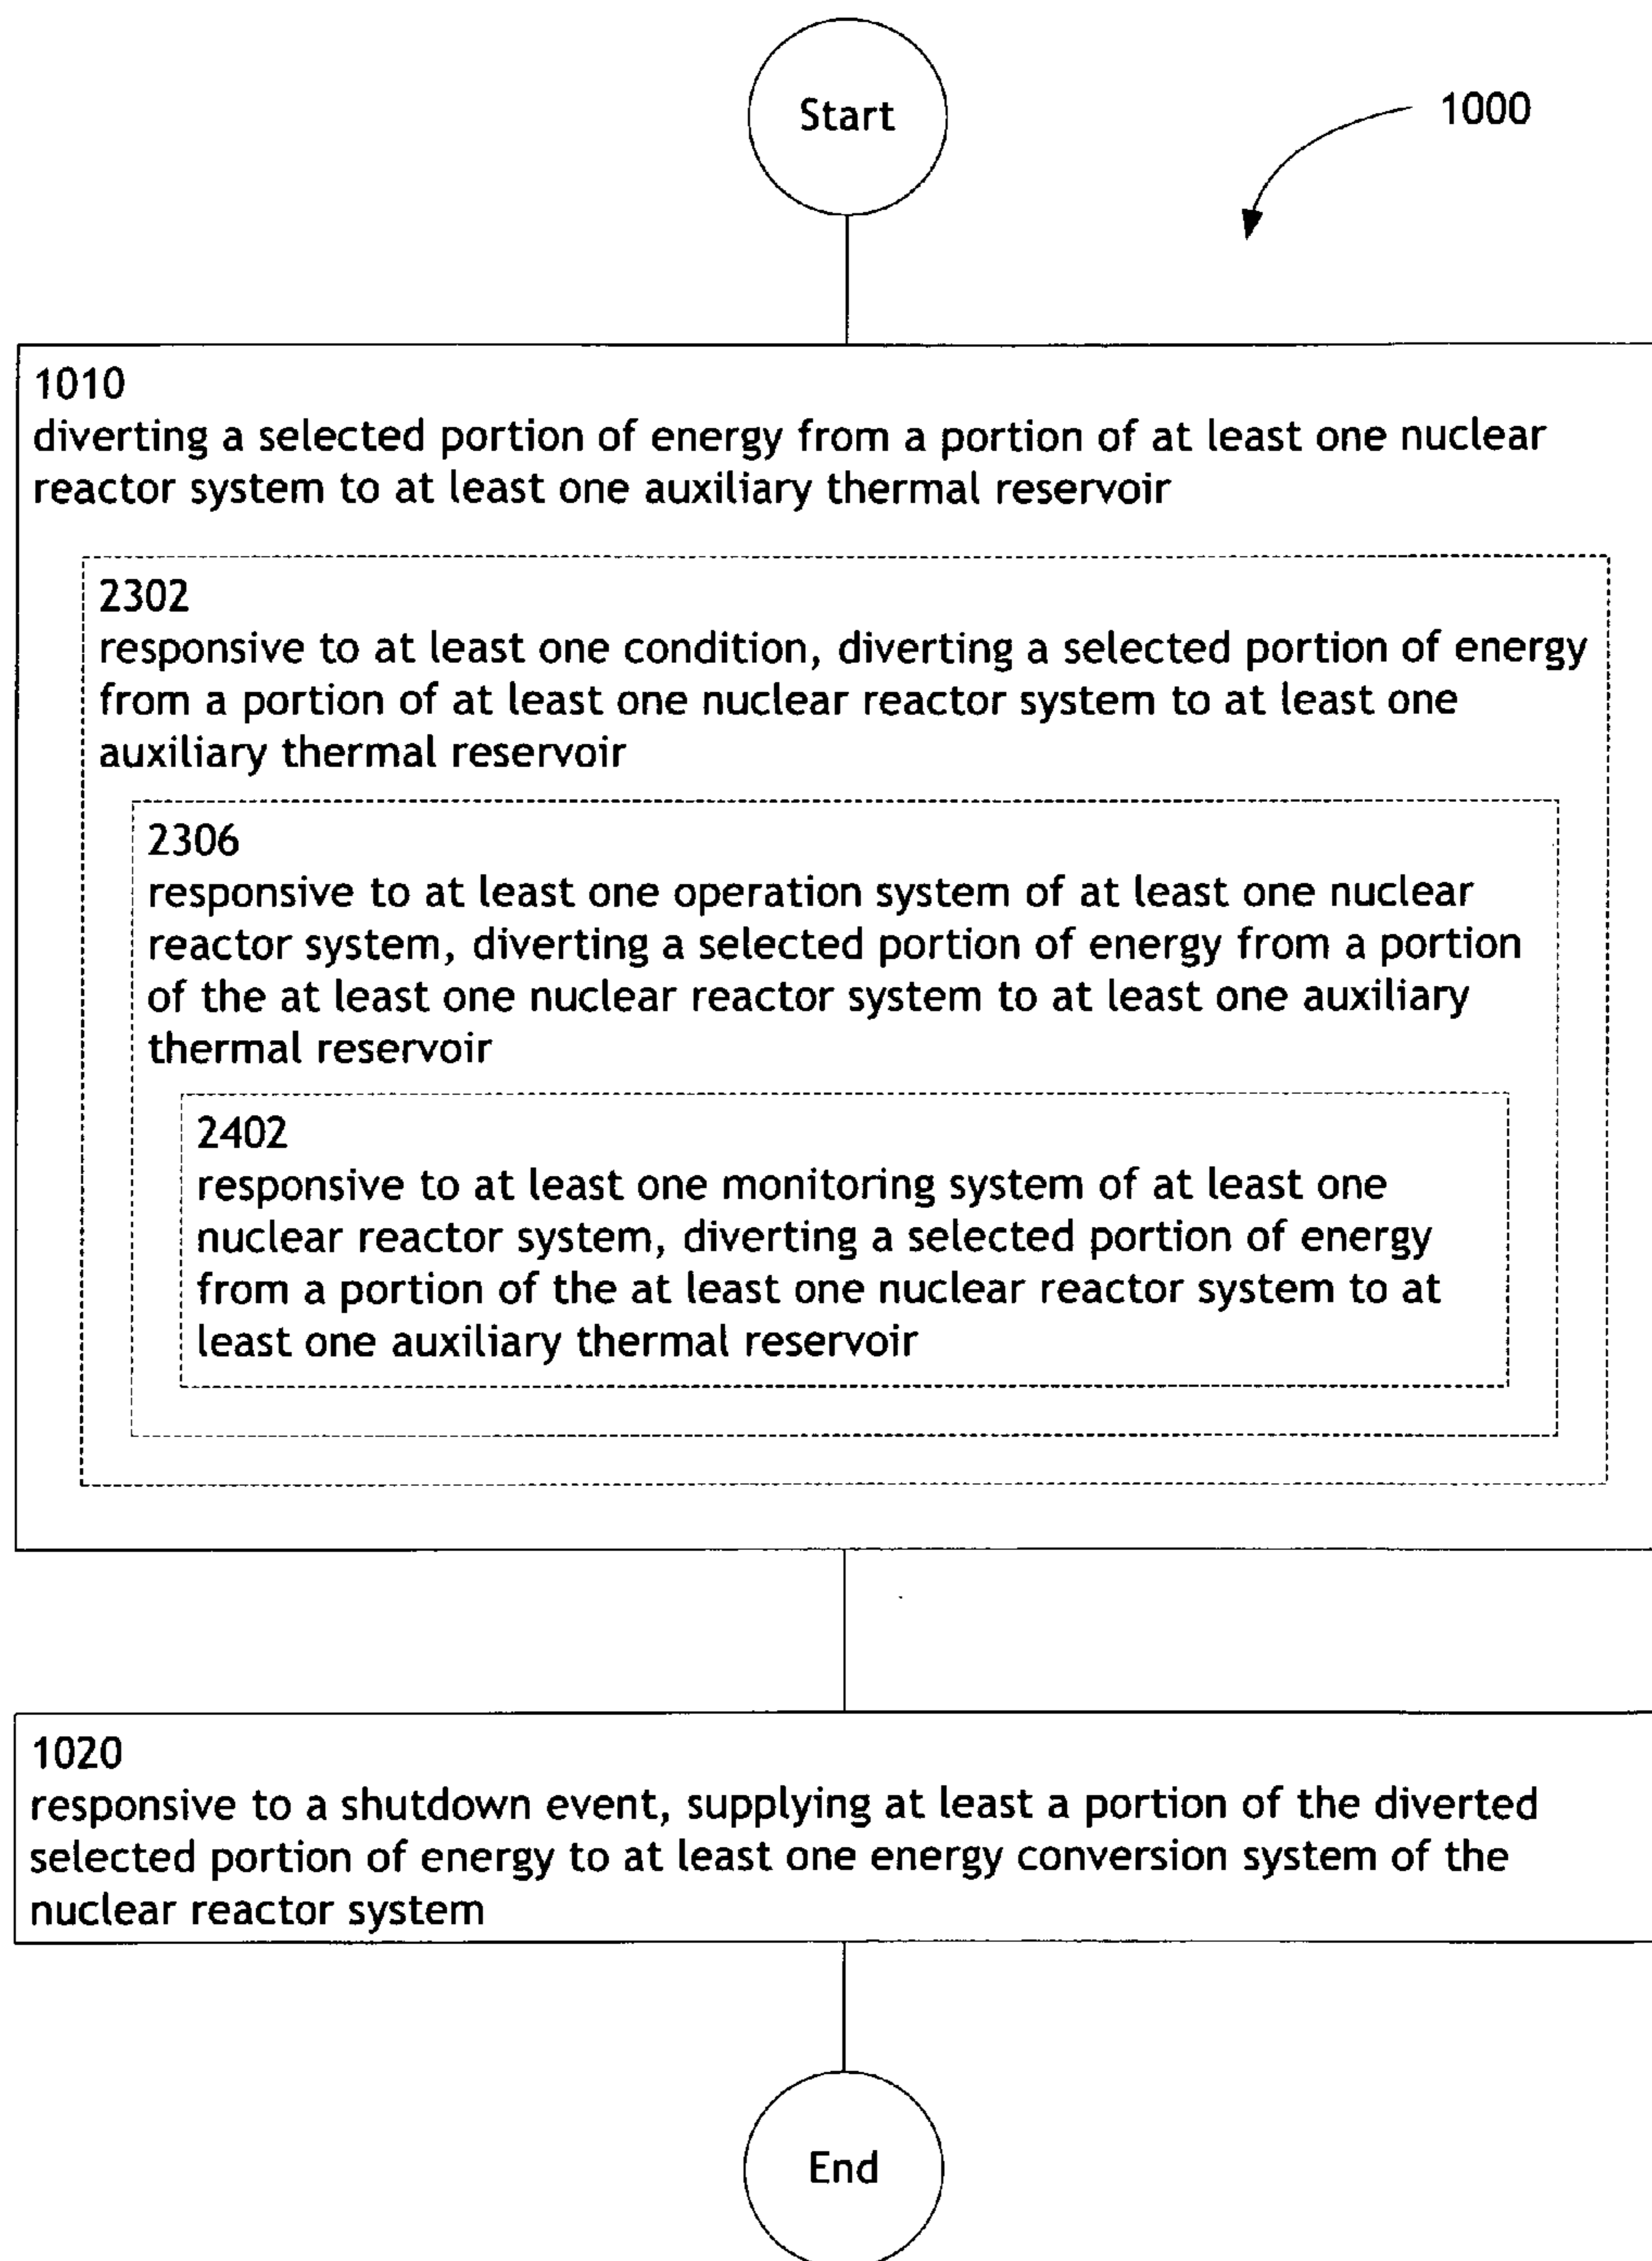 Start
1000
1010
diverting a selected portion of energy from a portion of at least one nuclear
reactor system to at least one auxiliary thermal reservoir
2302
responsive to at least one condition, diverting a selected portion of energy
from a portion of at least one nuclear reactor system to at least one
auxiliary thermal reservoir
2306
responsive to at least one operation system of at least one nuclear
reactor system, diverting a selected portion of energy from a portion
of the at least one nuclear reactor system to at least one auxiliary
thermal reservoir
2402
responsive to at least one monitoring system of at least one
nuclear reactor system, diverting a selected portion of energy
from a portion of the at least one nuclear reactor system to at
least one auxiliary thermal reservoir
1020
responsive to a shutdown event, supplying at least a portion of the diverted
selected portion of energy to at least one energy conversion system of the
nuclear reactor system
End